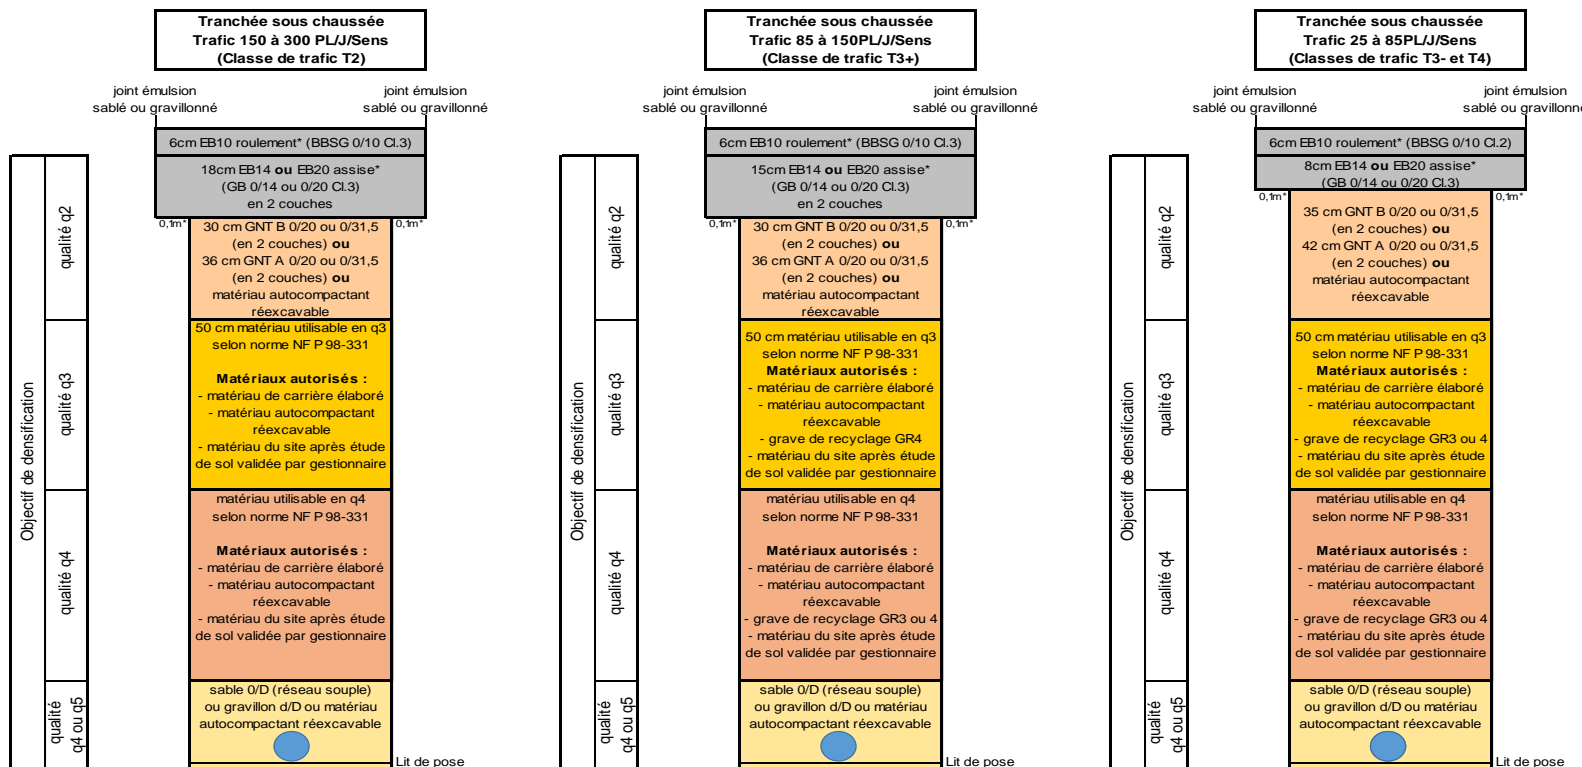 Tranchée sous chaussée
Trafic 150 à 300 PL/J/Sens
(Classe de trafic T2)
joint émulsion
sablé ou gravillonné
joint émulsion
sablé ou gravillonné
6cm EB10 roulement* (BBSG 0/10 Cl.3)
18cm EB14 ou EB20 assise*
(GB 0/14 ou 0/20 Cl.3)
en 2 couches
0,1m*
0,1m*
30 cm GNT B 0/20 ou 0/31,5
(en 2 couches) ou
36 cm GNT A 0/20 ou 0/31,5
(en 2 couches) ou
matériau autocompactant
réexcavable
50 cm matériau utilisable en q3
selon norme NF P 98-331
Matériaux autorisés :
- matériau de carrière élaboré
- matériau autocompactant
réexcavable
- matériau du site après étude
de sol validée par gestionnaire
matériau utilisable en q4
selon norme NF P 98-331
Matériaux autorisés :
- matériau de carrière élaboré
- matériau autocompactant
réexcavable
- matériau du site après étude
de sol validée par gestionnaire
sable 0/D (réseau souple)
ou gravillon d/D ou matériau
autocompactant réexcavable
Lit de pose
Objectif de densification
qualité q2
qualité q3
qualité q4
qualité
q4 ou q5
Tranchée sous chaussée
Trafic 85 à 150PL/J/Sens
(Classe de trafic T3+)
joint émulsion
sablé ou gravillonné
joint émulsion
sablé ou gravillonné
6cm EB10 roulement* (BBSG 0/10 Cl.3)
15cm EB14 ou EB20 assise*
(GB 0/14 ou 0/20 Cl.3)
en 2 couches
0,1m*
0,1m*
30 cm GNT B 0/20 ou 0/31,5
(en 2 couches) ou
36 cm GNT A 0/20 ou 0/31,5
(en 2 couches) ou
matériau autocompactant
réexcavable
50 cm matériau utilisable en q3
selon norme NF P 98-331
Matériaux autorisés :
- matériau de carrière élaboré
- matériau autocompactant
réexcavable
- grave de recyclage GR4
- matériau du site après étude
de sol validée par gestionnaire
matériau utilisable en q4
selon norme NF P 98-331
Matériaux autorisés :
- matériau de carrière élaboré
- matériau autocompactant
réexcavable
- grave de recyclage GR3 ou 4
- matériau du site après étude
de sol validée par gestionnaire
sable 0/D (réseau souple)
ou gravillon d/D ou matériau
autocompactant réexcavable
Lit de pose
Objectif de densification
qualité q2
qualité q3
qualité q4
qualité
q4 ou q5
Tranchée sous chaussée
Trafic 25 à 85PL/J/Sens
(Classes de trafic T3- et T4)
joint émulsion
sablé ou gravillonné
joint émulsion
sablé ou gravillonné
6cm EB10 roulement* (BBSG 0/10 Cl.2)
8cm EB14 ou EB20 assise*
(GB 0/14 ou 0/20 Cl.3)
0,1m*
0,1m*
35 cm GNT B 0/20 ou 0/31,5
(en 2 couches) ou
42 cm GNT A 0/20 ou 0/31,5
(en 2 couches) ou
matériau autocompactant
réexcavable
50 cm matériau utilisable en q3
selon norme NF P 98-331
Matériaux autorisés :
- matériau de carrière élaboré
- matériau autocompactant
réexcavable
- grave de recyclage GR3 ou 4
- matériau du site après étude
de sol validée par gestionnaire
matériau utilisable en q4
selon norme NF P 98-331
Matériaux autorisés :
- matériau de carrière élaboré
- matériau autocompactant
réexcavable
- grave de recyclage GR3 ou 4
- matériau du site après étude
de sol validée par gestionnaire
sable 0/D (réseau souple)
ou gravillon d/D ou matériau
autocompactant réexcavable
Lit de pose
Objectif de densification
qualité q2
qualité q3
qualité q4
qualité
q4 ou q5